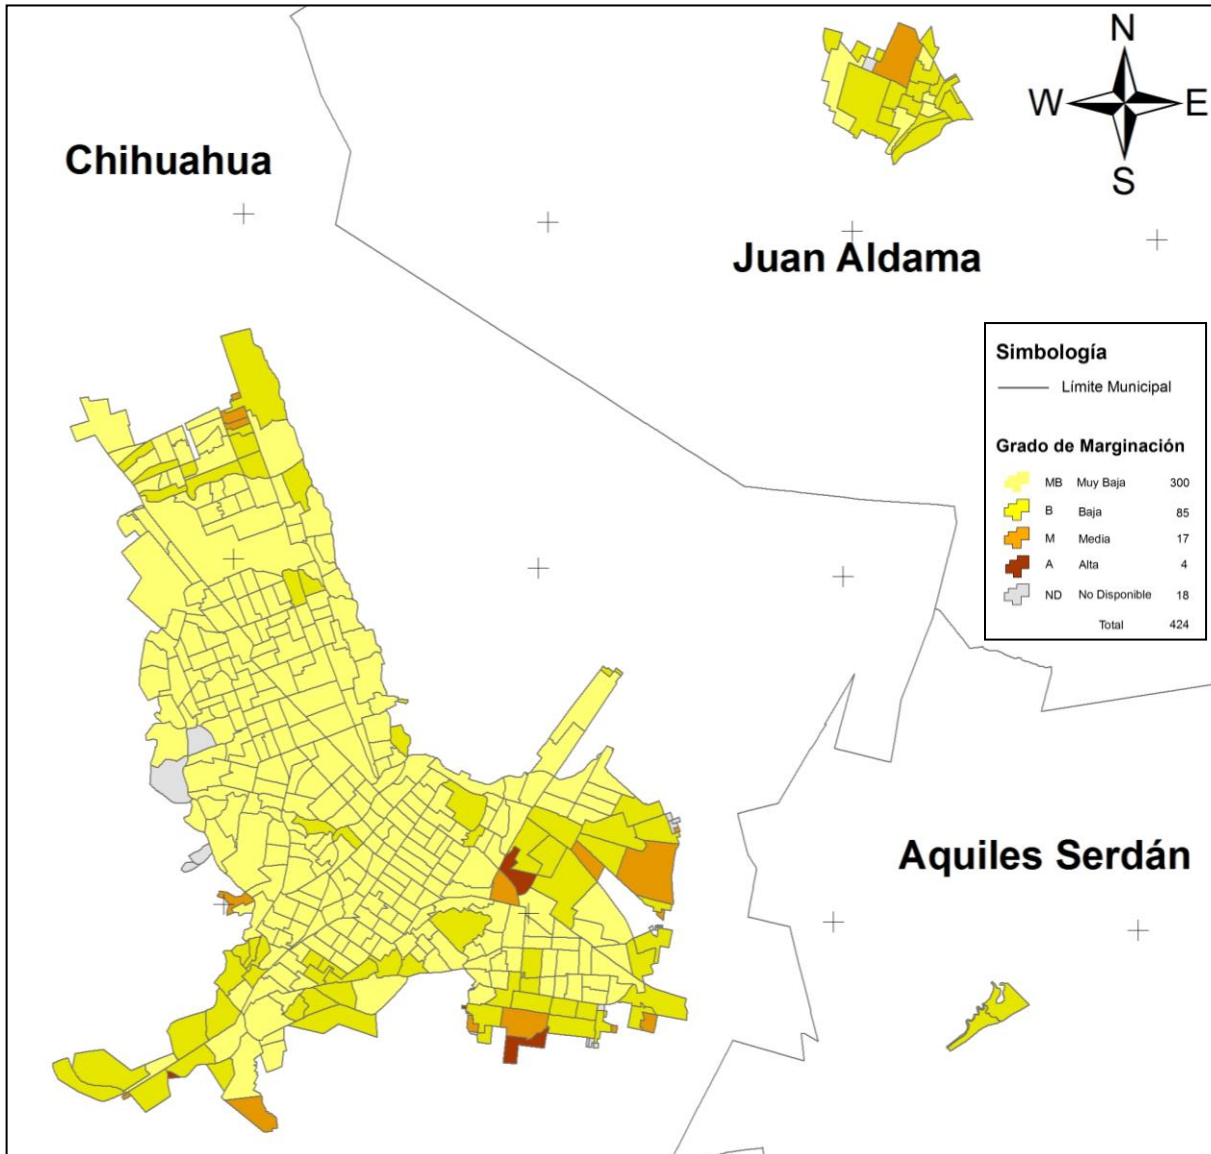 N
W E
S
Chihuahua
Juan Aldama
Simbología
Límite Municipal
Grado de Marginación
MB Muy Baja 300
B Baja 85
M Media 17
A Alta 4
ND No Disponible 18
Total 424
Aquiles Serdán